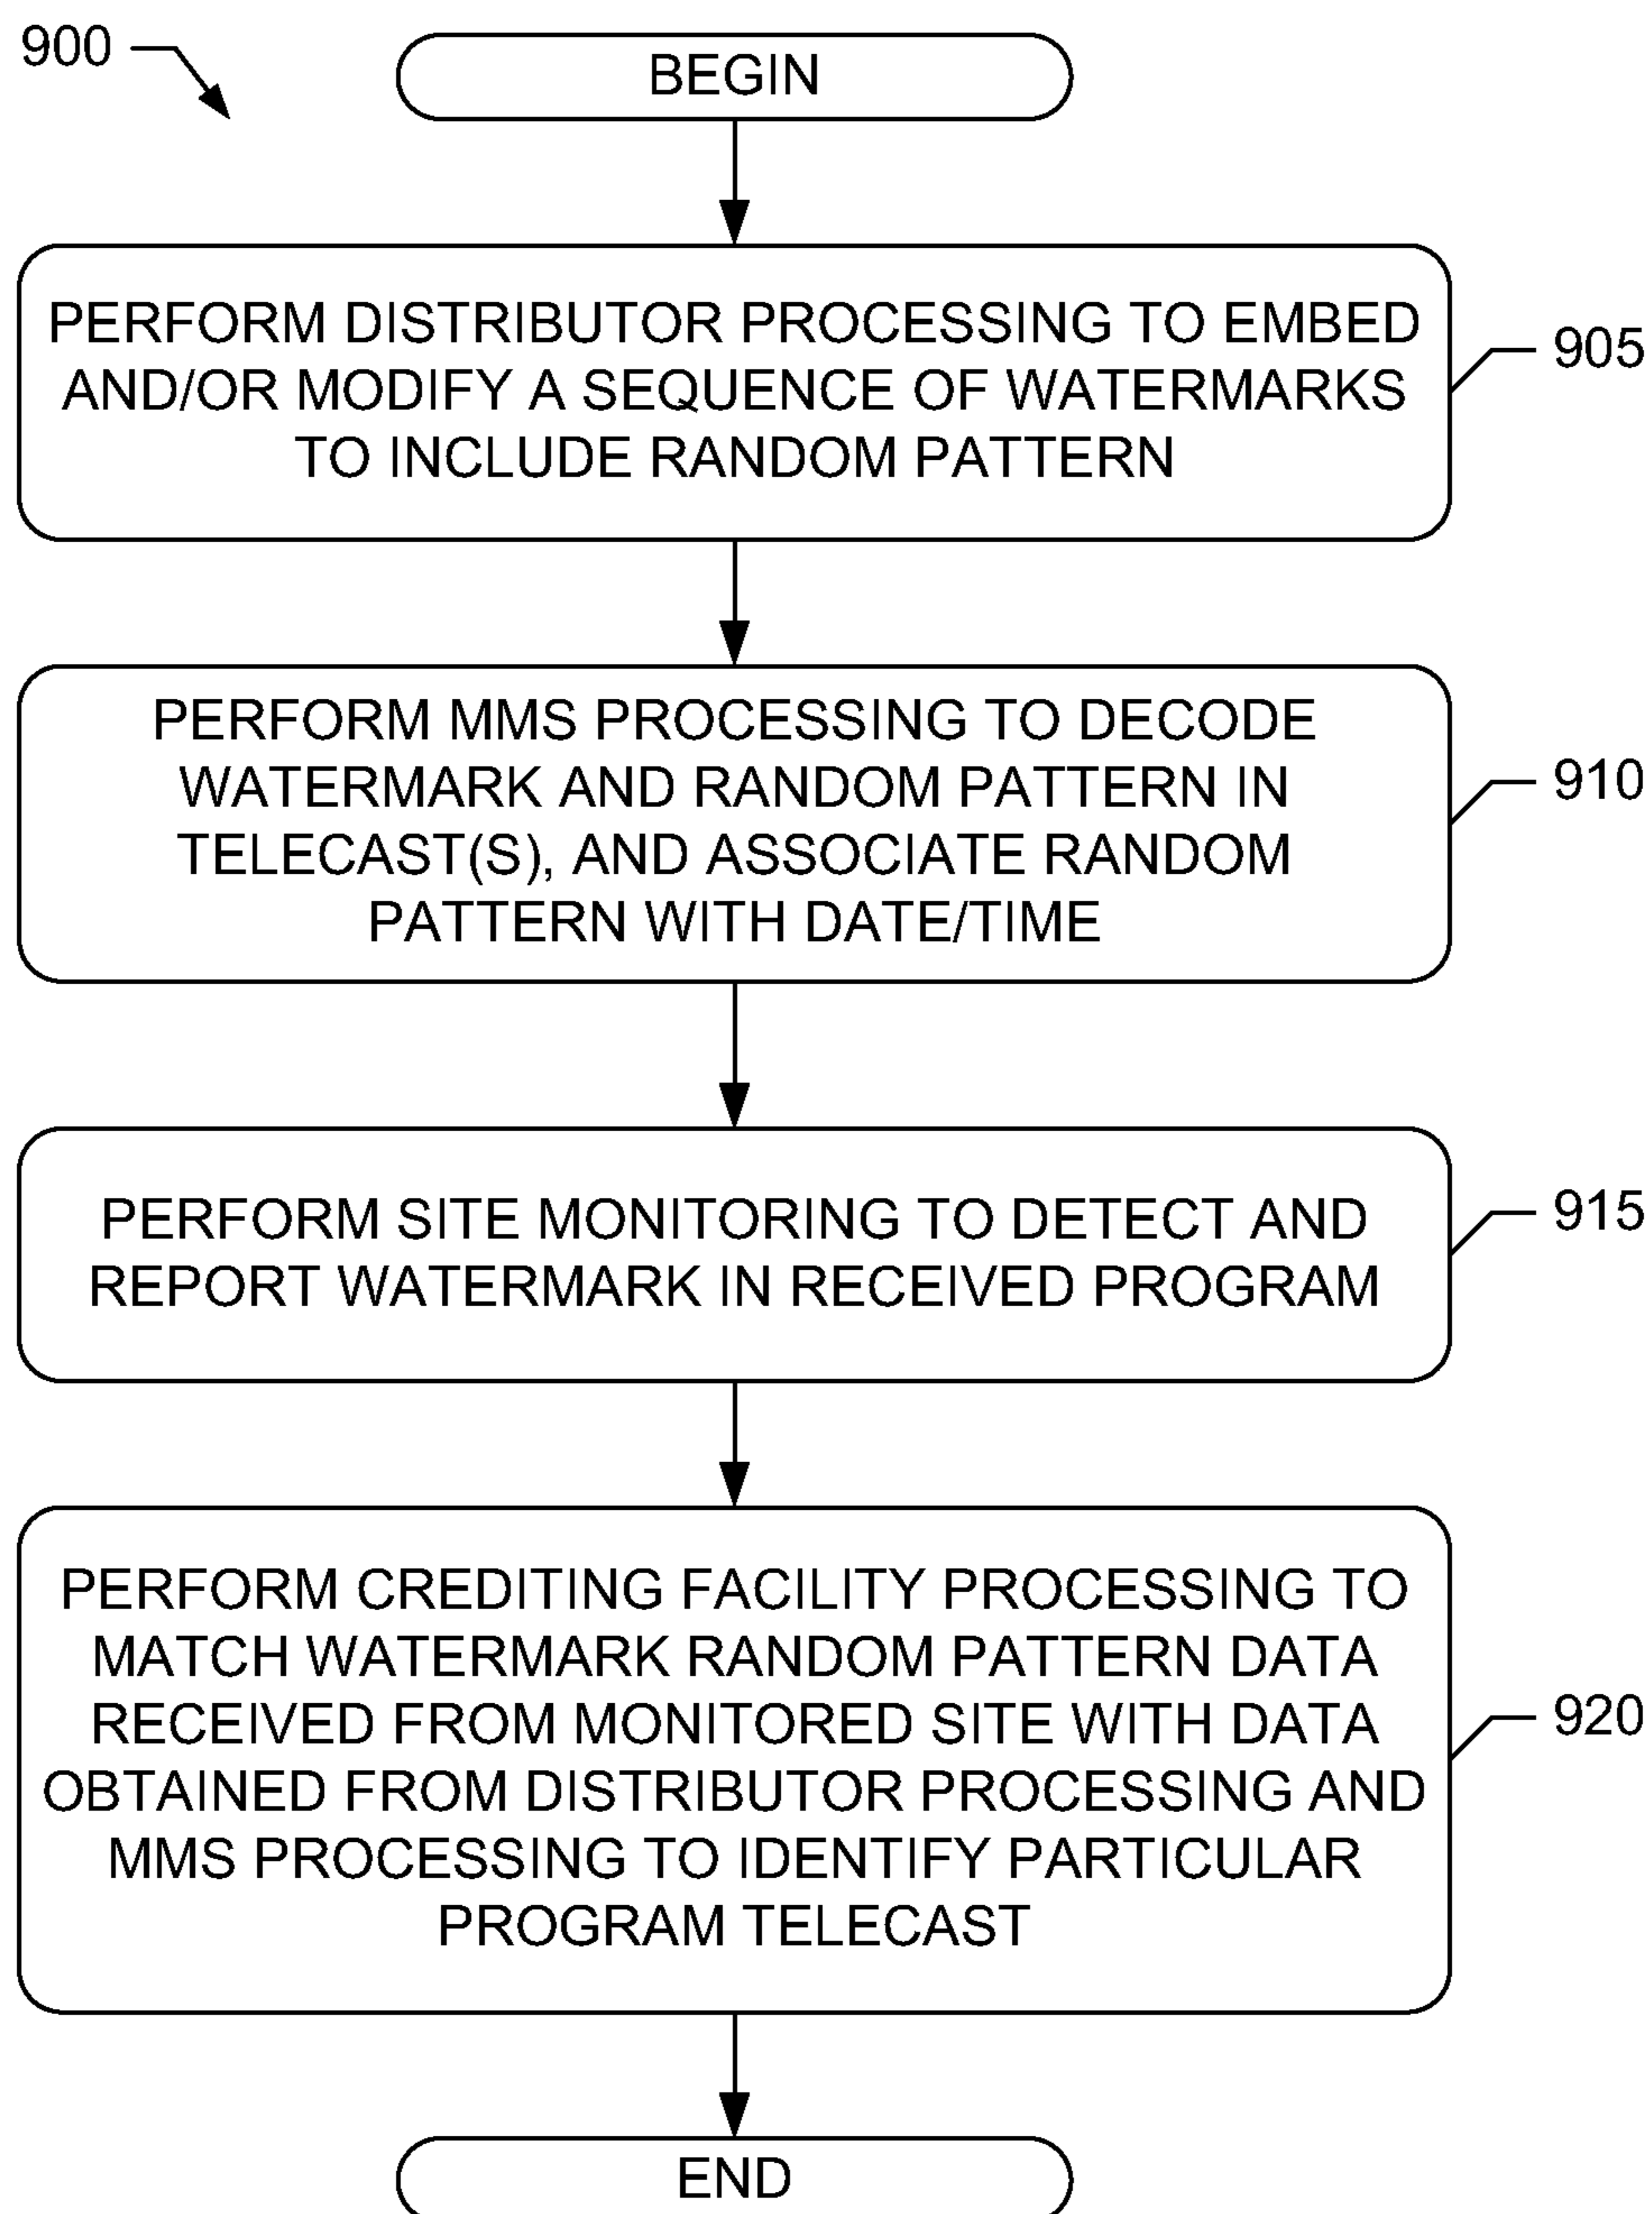 900
BEGIN
PERFORM DISTRIBUTOR PROCESSING TO EMBED
AND/OR MODIFY A SEQUENCE OF WATERMARKS
TO INCLUDE RANDOM PATTERN
905
PERFORM MMS PROCESSING TO DECODE
WATERMARK AND RANDOM PATTERN IN
TELECAST(S), AND ASSOCIATE RANDOM
PATTERN WITH DATE/TIME
910
PERFORM SITE MONITORING TO DETECT AND
REPORT WATERMARK IN RECEIVED PROGRAM
915
PERFORM CREDITING FACILITY PROCESSING TO
MATCH WATERMARK RANDOM PATTERN DATA
RECEIVED FROM MONITORED SITE WITH DATA
OBTAINED FROM DISTRIBUTOR PROCESSING AND
MMS PROCESSING TO IDENTIFY PARTICULAR
PROGRAM TELECAST
920
END